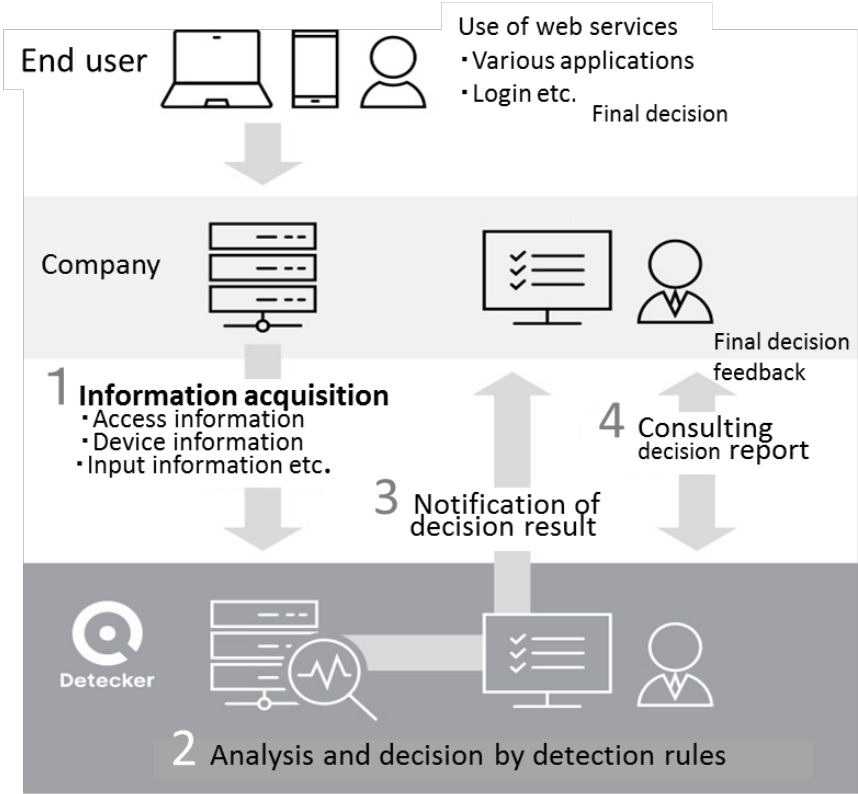 End user
Use of web services
・Various applications
・Login etc.
Final decision
Company
Final decision
feedback
1 Information acquisition
・Access information
・Device information
・Input information etc.
4 Consulting
decision report
3 Notification of
decision result
Detecker
2 Analysis and decision by detection rules